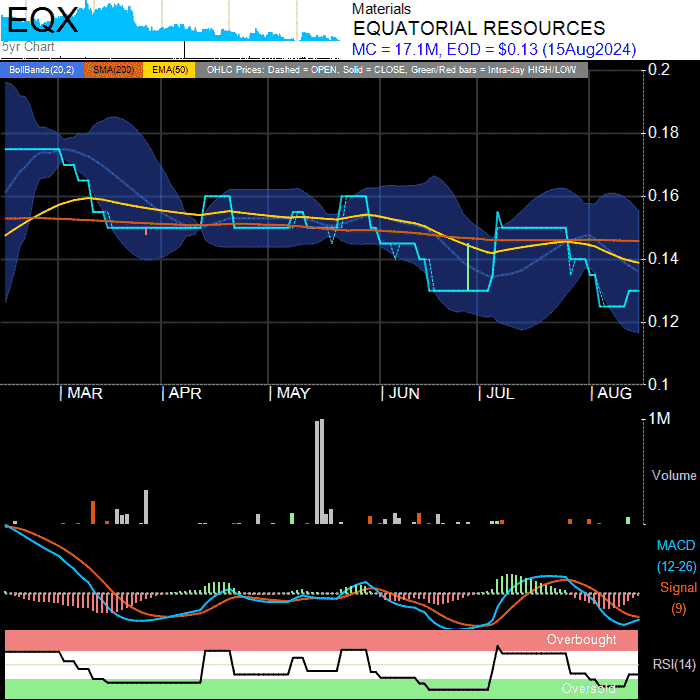 EQX
5yr Chart
Materials
EQUATORIAL RESOURCES
MC = 17.1M, EOD = $0.13 (15Aug2024)
BollBands(20,2) SMA(200) EMA(50) OHLC Prices: Dashed = OPEN, Solid = CLOSE, Green/Red bars = Intra-day HIGH/LOW
0.2
0.18
0.16
0.14
0.12
0.1
| MAR | APR | MAY | JUN | JUL | AUG
1M
Volume
MACD
(12-26)
Signal
(9)
Overbought
RSI(14)
Oversold